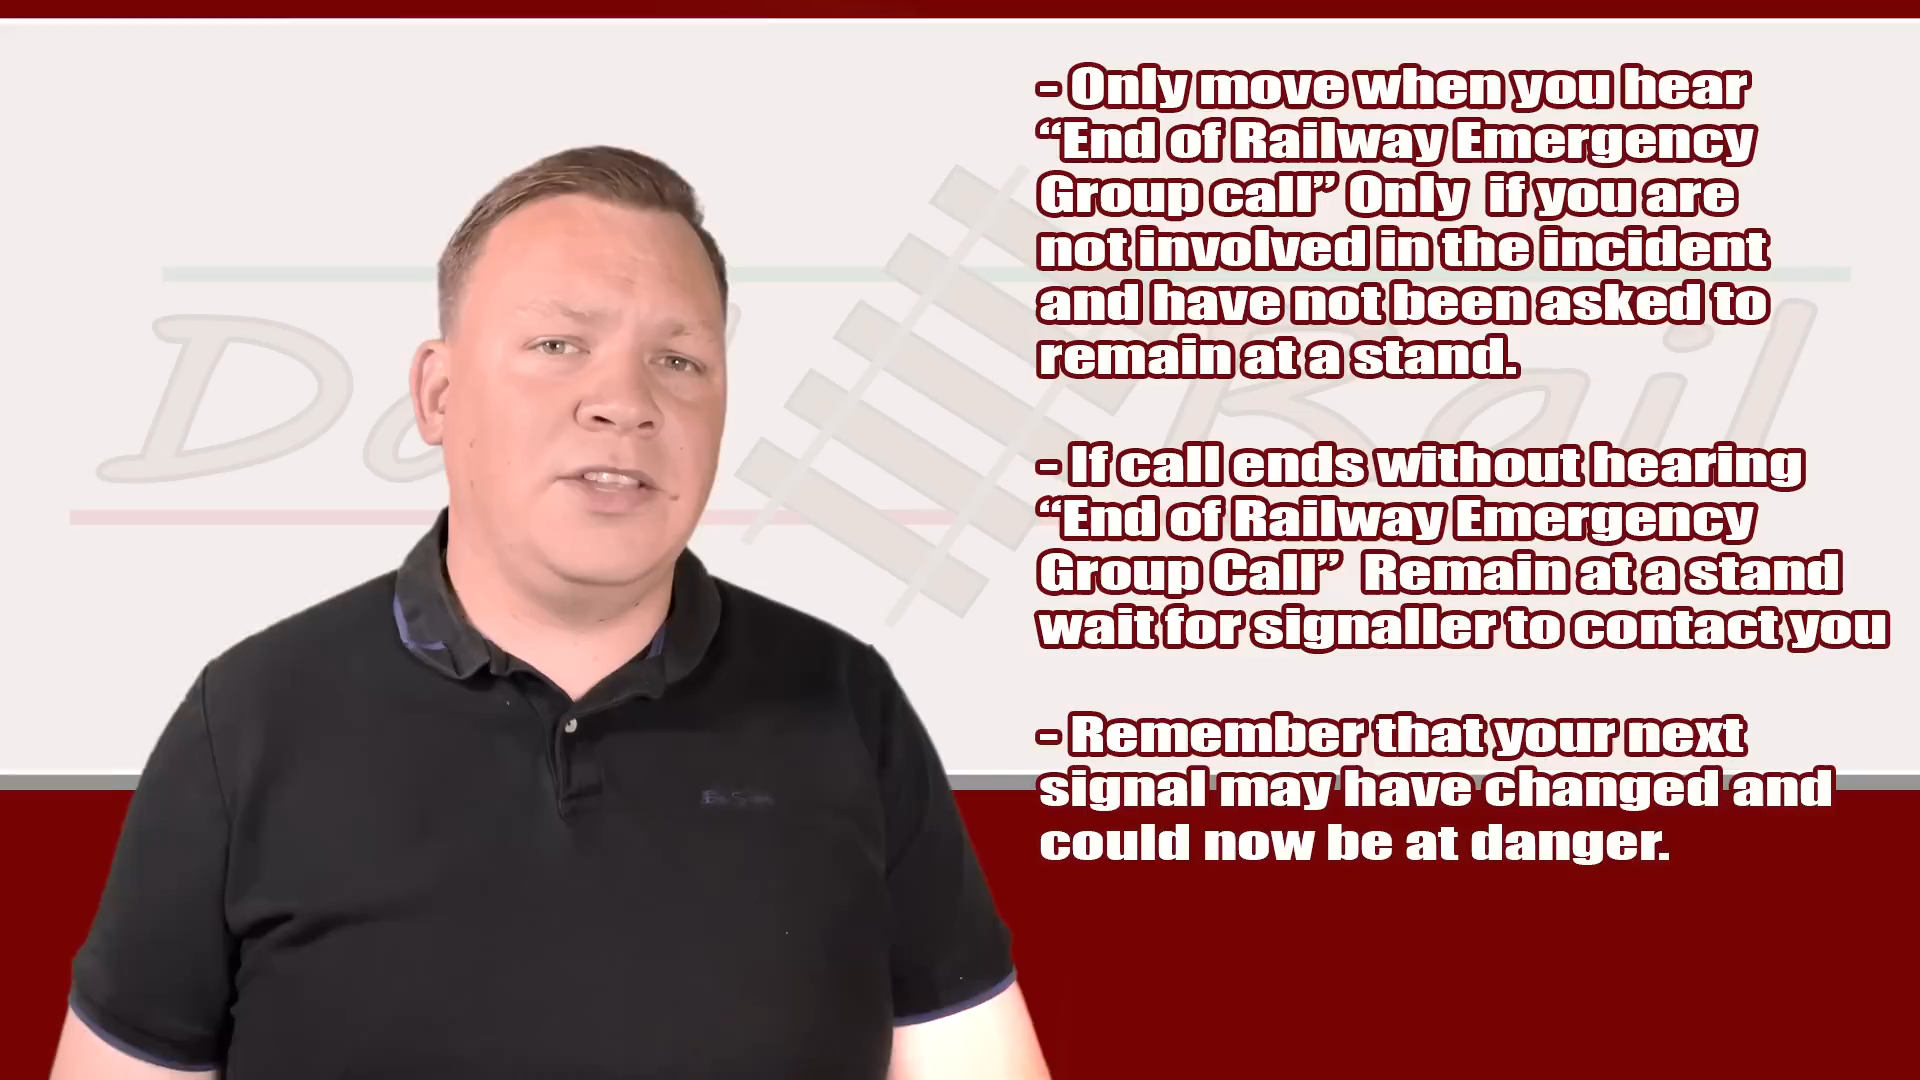 - Only move when you hear
“End of Railway Emergency
Group call” Only  if you are
not involved in the incident
and have not been asked to
remain at a stand.
- If call ends without hearing
“End of Railway Emergency
Group Call”  Remain at a stand
wait for signaller to contact you
- Remember that your next
signal may have changed and
could now be at danger.
Rail